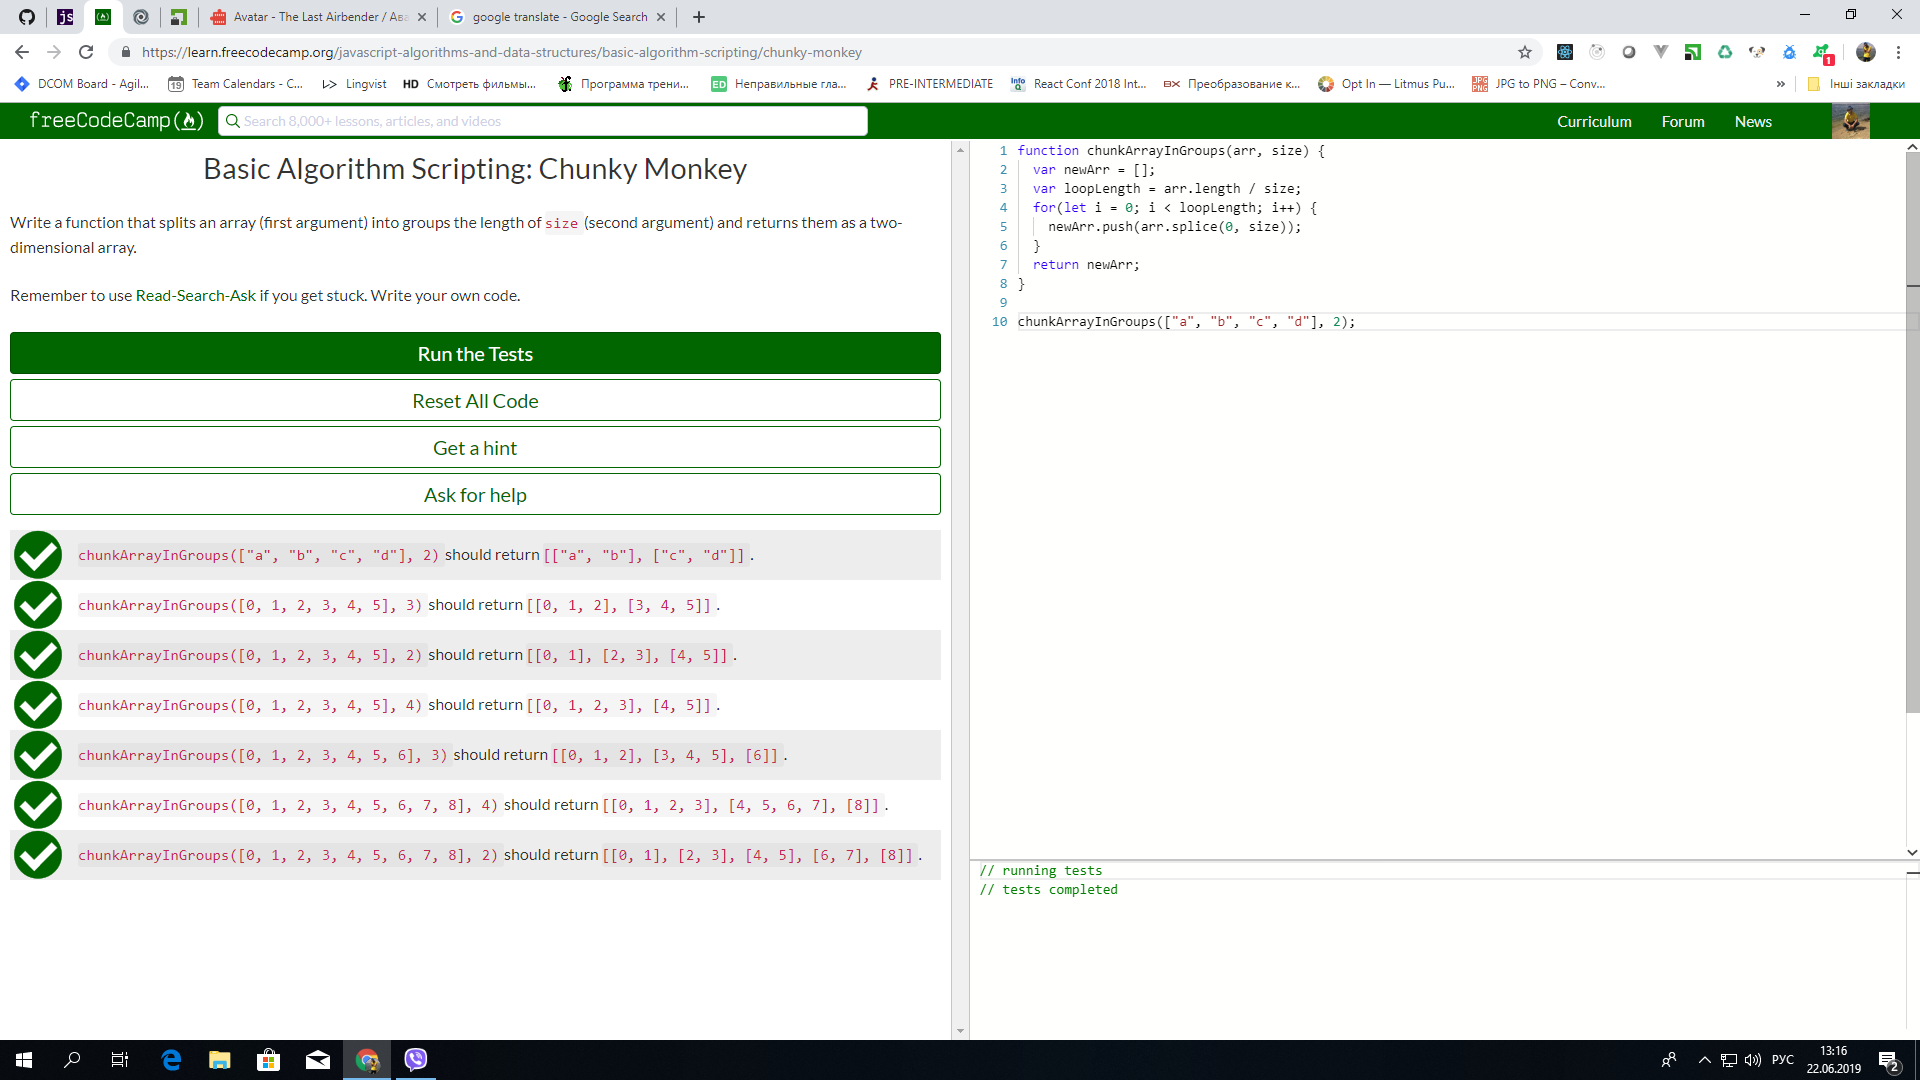 Avatar - The Last Airbender / Ава
google translate - Google Search
https://learn.freecodecamp.org/javascript-algorithms-and-data-structures/basic-algorithm-scripting/chunky-monkey
1
DCOM Board - Agil...
19 Team Calendars - C...
Lingvist
HD Смотреть фильмы...
Программа трени...
ED Неправильные гла...
PRE-INTERMEDIATE
React Conf 2018 Int...
Преобразование к...
Opt In — Litmus Pu...
JPG to PNG – Conv...
»
Інші закладки
freeCodeCamp
Search 8,000+ lessons, articles, and videos
Curriculum
Forum
News
Basic Algorithm Scripting: Chunky Monkey
Write a function that splits an array (first argument) into groups the length of size (second argument) and returns them as a two-
dimensional array.
Remember to use Read-Search-Ask if you get stuck. Write your own code.
Run the Tests
Reset All Code
Get a hint
Ask for help
chunkArrayInGroups(["a", "b", "c", "d"], 2) should return [["a", "b"], ["c", "d"]].
chunkArrayInGroups([0, 1, 2, 3, 4, 5], 3) should return [[0, 1, 2], [3, 4, 5]].
chunkArrayInGroups([0, 1, 2, 3, 4, 5], 2) should return [[0, 1], [2, 3], [4, 5]].
chunkArrayInGroups([0, 1, 2, 3, 4, 5], 4) should return [[0, 1, 2, 3], [4, 5]].
chunkArrayInGroups([0, 1, 2, 3, 4, 5, 6], 3) should return [[0, 1, 2], [3, 4, 5], [6]].
chunkArrayInGroups([0, 1, 2, 3, 4, 5, 6, 7, 8], 4) should return [[0, 1, 2, 3], [4, 5, 6, 7], [8]].
chunkArrayInGroups([0, 1, 2, 3, 4, 5, 6, 7, 8], 2) should return [[0, 1], [2, 3], [4, 5], [6, 7], [8]].
1 function chunkArrayInGroups(arr, size) {
2 var newArr = [];
3 var loopLength = arr.length / size;
4 for(let i = 0; i < loopLength; i++) {
5 newArr.push(arr.splice(0, size));
6 }
7 return newArr;
8 }
9
10 chunkArrayInGroups(["a", "b", "c", "d"], 2);
// running tests
// tests completed
РУС
13:16
22.06.2019
2